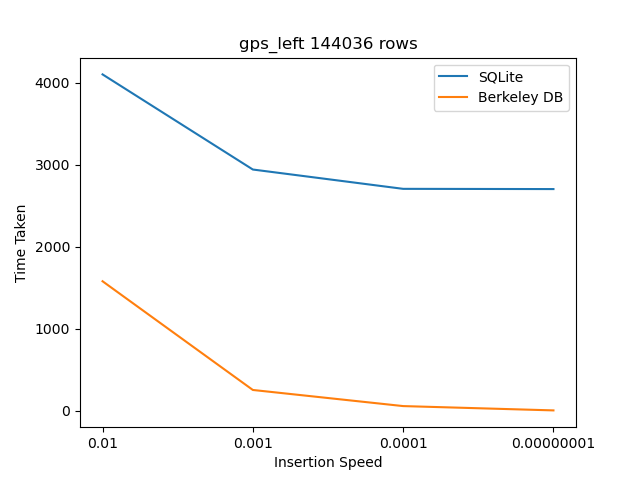 gps_left 144036 rows
SQLite
Berkeley DB
4000
3000
2000
1000
0
Time Taken
0.01
0.001
0.0001
0.00000001
Insertion Speed